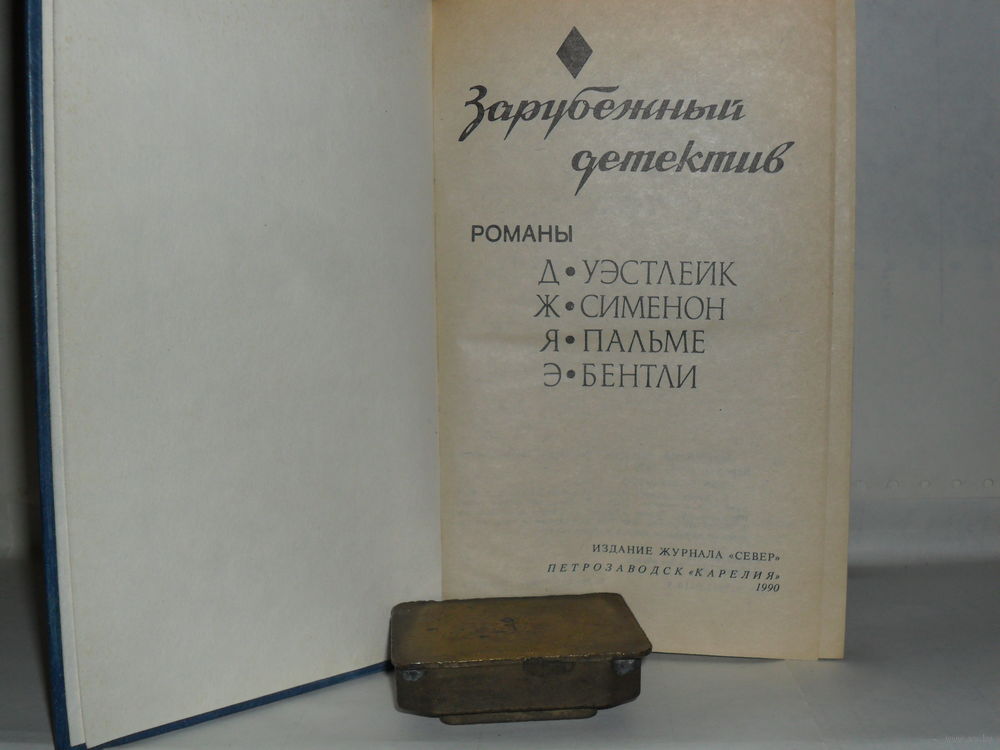 Зарубежный
детектив
РОМАНЫ
Д•УЭСТЛЕЙК
Ж•СИМЕНОН
Я•ПАЛЬМЕ
Э•БЕНТЛИ
ИЗДАНИЕ ЖУРНАЛА «СЕВЕР»
ПЕТРОЗАВОДСК «КАРЕЛИЯ»
1990